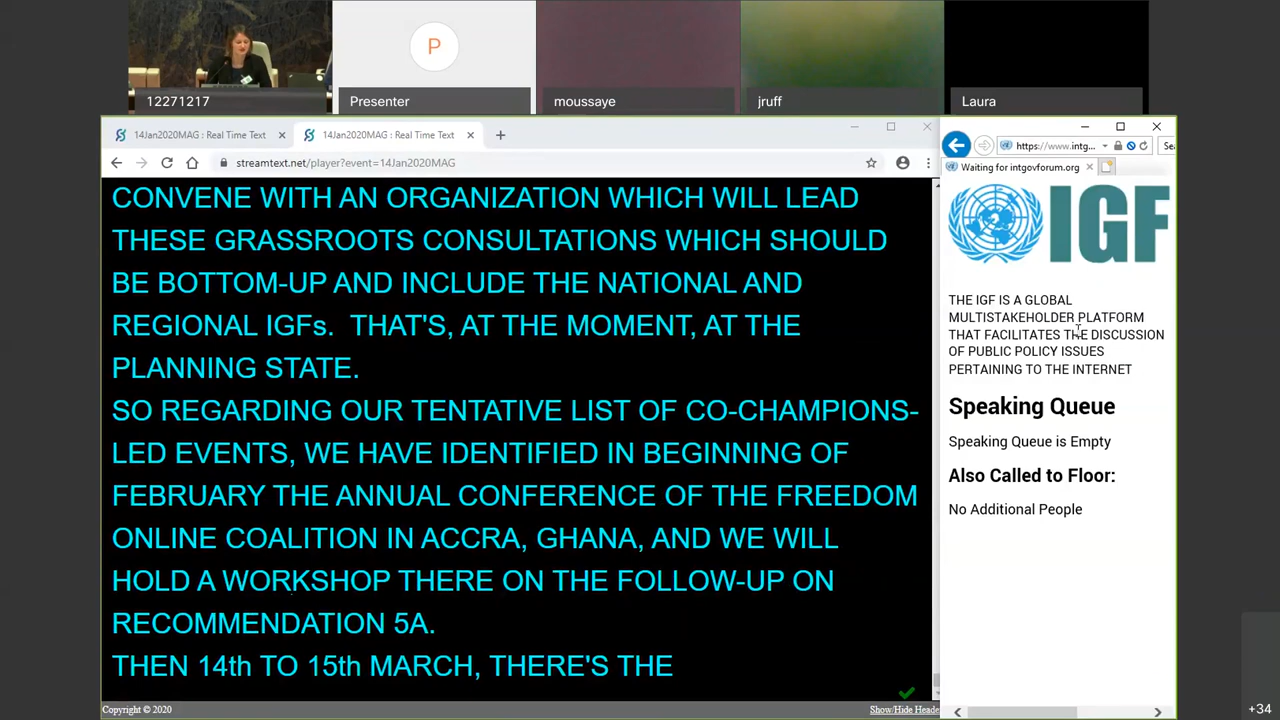 P
12271217
Presenter
moussaye
jruff
Laura
14Jan2020MAG : Real Time Text
14Jan2020MAG : Real Time Text
streamtext.net/player?event=14Jan2020MAG
CONVENE WITH AN ORGANIZATION WHICH WILL LEAD
THESE GRASSROOTS CONSULTATIONS WHICH SHOULD
BE BOTTOM-UP AND INCLUDE THE NATIONAL AND
REGIONAL IGFs.  THAT'S, AT THE MOMENT, AT THE
PLANNING STATE.
SO REGARDING OUR TENTATIVE LIST OF CO-CHAMPIONS-
LED EVENTS, WE HAVE IDENTIFIED IN BEGINNING OF
FEBRUARY THE ANNUAL CONFERENCE OF THE FREEDOM
ONLINE COALITION IN ACCRA, GHANA, AND WE WILL
HOLD A WORKSHOP THERE ON THE FOLLOW-UP ON
RECOMMENDATION 5A.
THEN 14th TO 15th MARCH, THERE'S THE
Copyright © 2020
Show/Hide Heade
https://www.intg...
Sea
Waiting for intgovforum.org
IGF
THE IGF IS A GLOBAL
MULTISTAKEHOLDER PLATFORM
THAT FACILITATES THE DISCUSSION
OF PUBLIC POLICY ISSUES
PERTAINING TO THE INTERNET
Speaking Queue
Speaking Queue is Empty
Also Called to Floor:
No Additional People
+34